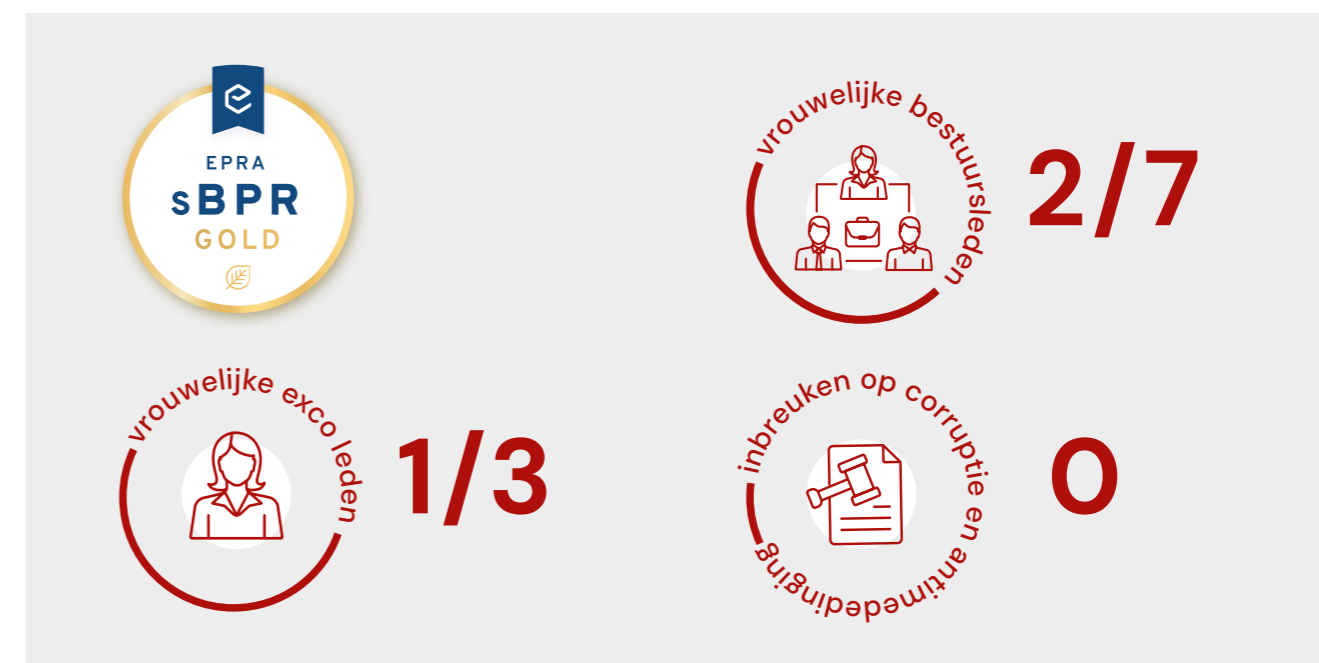 EPRA
sBPR
GOLD
vrouwelijke bestuursleden
2/7
vrouwelijke exco leden
1/3
inbreuken op corruptie en antimededinging
0